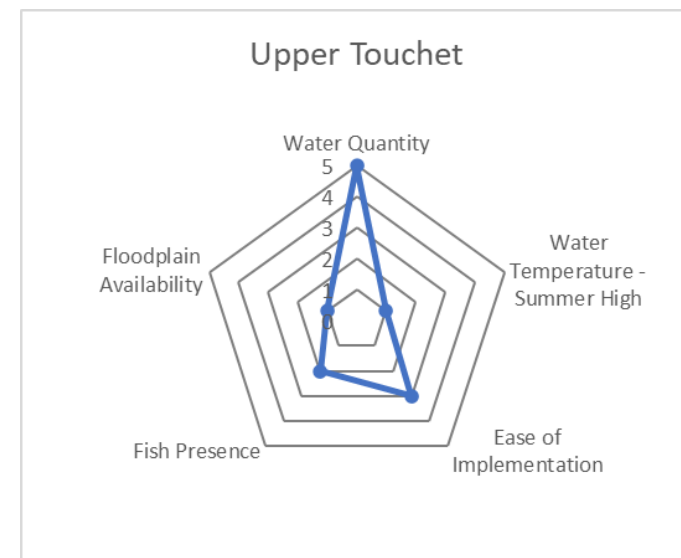 Upper Touchet
Water Quantity
5
4
3
2
1
0
Water
Temperature -
Summer High
Ease of
Implementation
Fish Presence
Floodplain
Availability